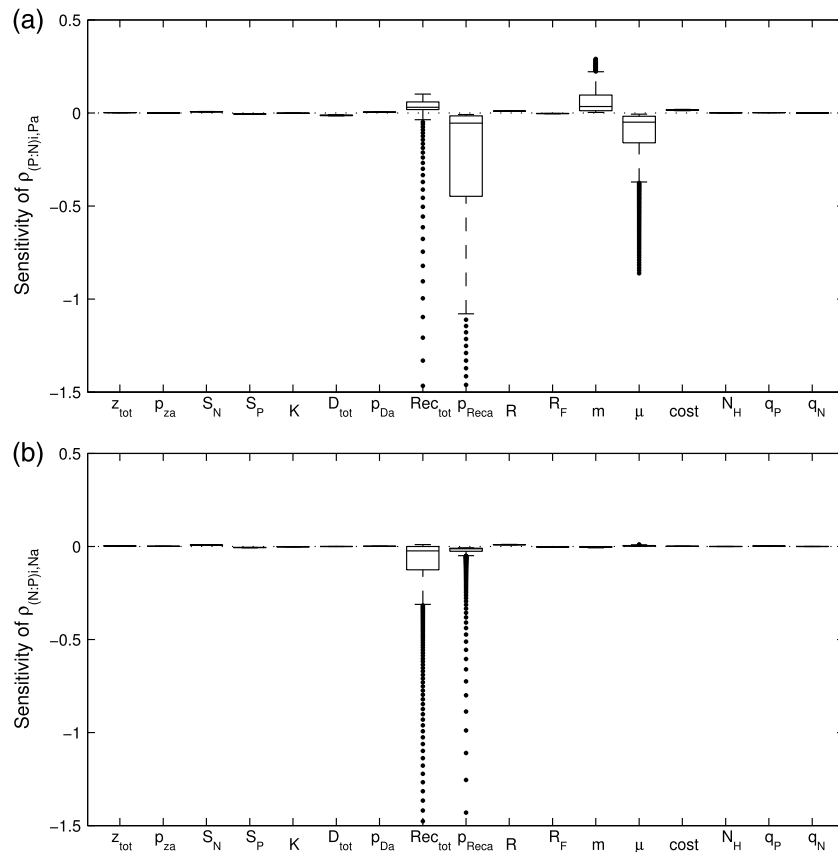 (a)
Sensitivity of ρ(P:N)i,Pa
0.5
0
−0.5
−1
−1.5
ztot pza SN SP K Dtot pDa Rectot pReca R RF m μ cost NH qP qN
(b)
Sensitivity of ρ(N:P)i,Na
0.5
0
−0.5
−1
−1.5
ztot pza SN SP K Dtot pDa Rectot pReca R RF m μ cost NH qP qN